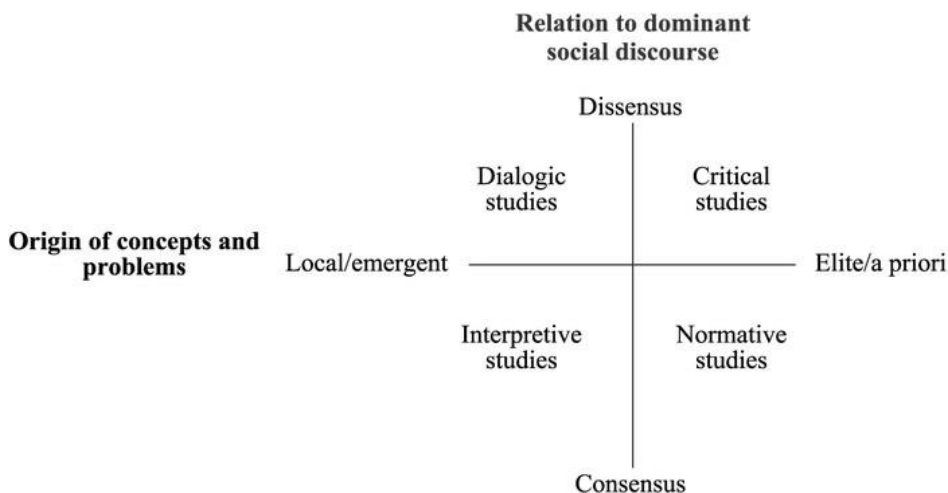 Relation to dominant
social discourse
Dissensus
Dialogic
studies
Critical
studies
Origin of concepts and
problems
Local/emergent
Elite/a priori
Interpretive
studies
Normative
studies
Consensus